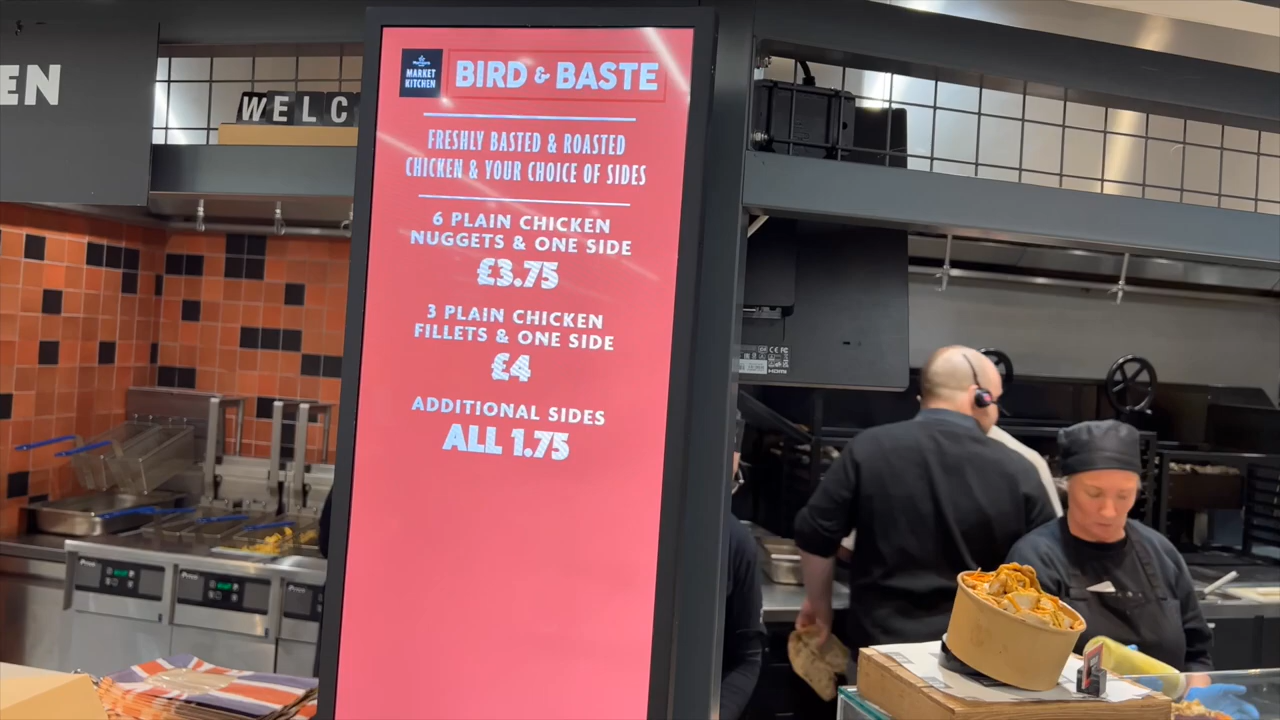 EN
WELC
MARKET
KITCHEN
BIRD & BASTE
FRESHLY BASTED & ROASTED
CHICKEN & YOUR CHOICE OF SIDES
6 PLAIN CHICKEN
NUGGETS & ONE SIDE
£3.75
3 PLAIN CHICKEN
FILLETS & ONE SIDE
£4
ADDITIONAL SIDES
ALL 1.75
HDMI